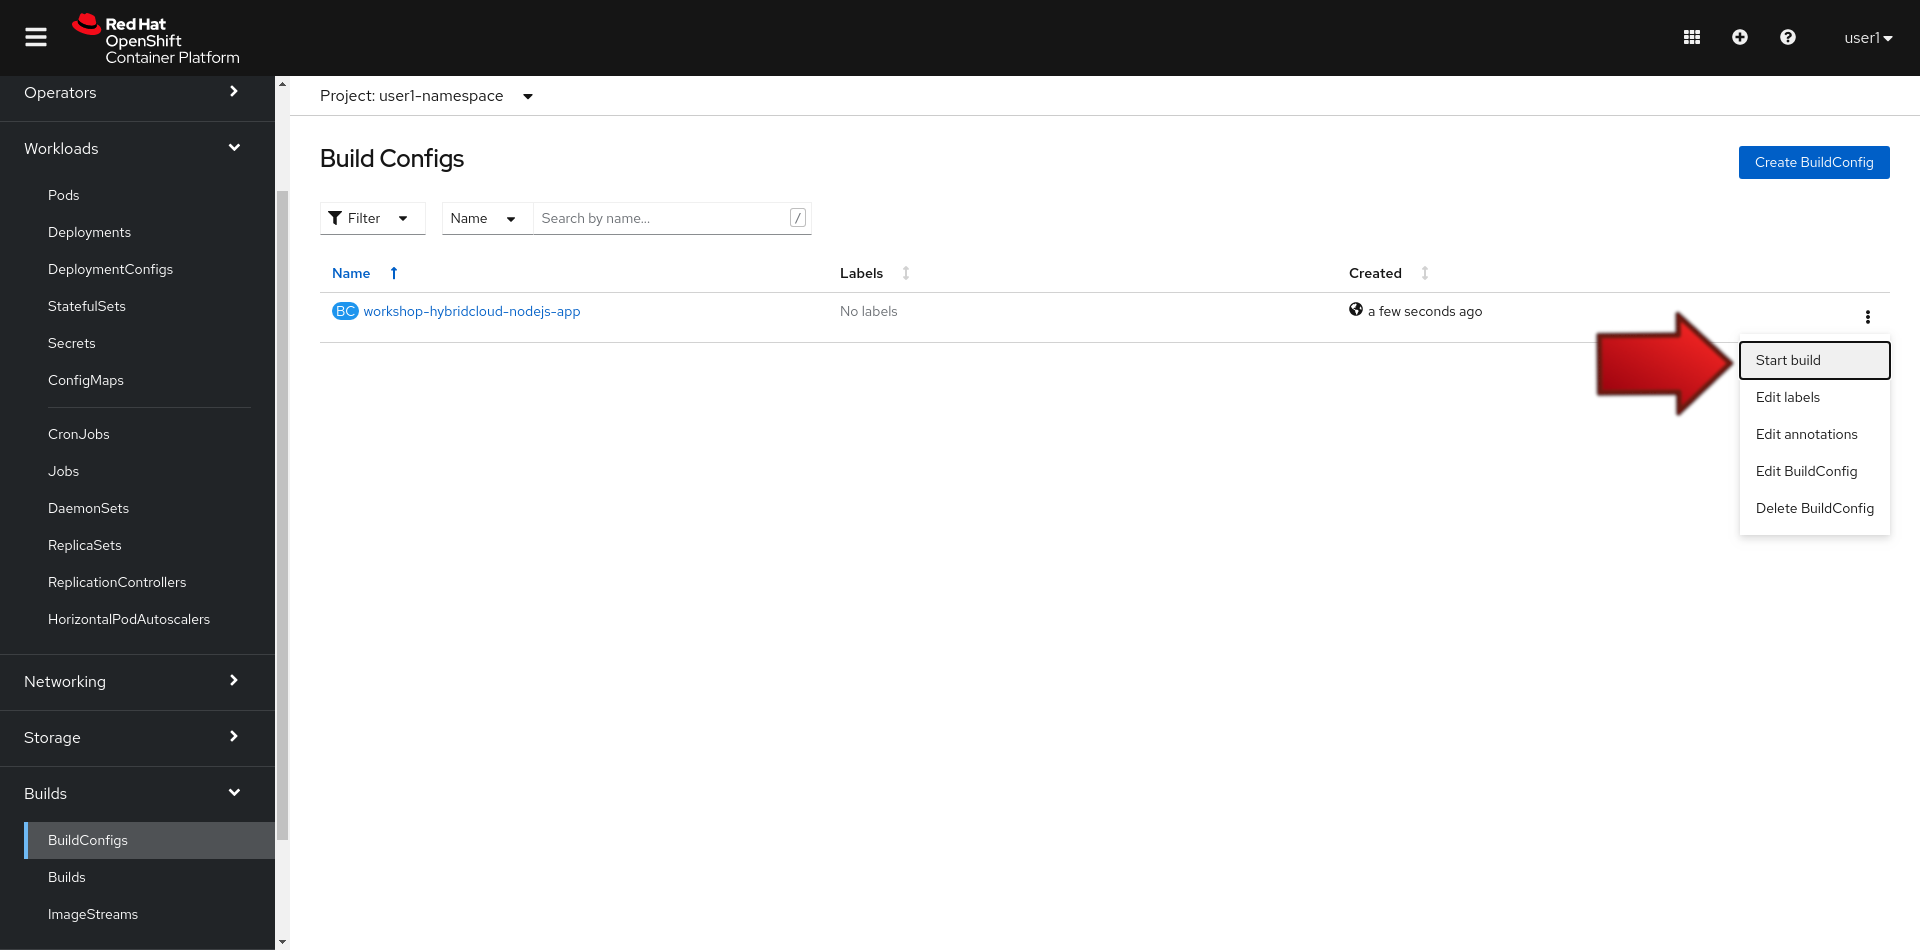 Red Hat
OpenShift
Container Platform
user1
Operators
Workloads
Pods
Deployments
DeploymentConfigs
StatefulSets
Secrets
ConfigMaps
CronJobs
Jobs
DaemonSets
ReplicaSets
ReplicationControllers
HorizontalPodAutoscalers
Networking
Storage
Builds
BuildConfigs
Builds
ImageStreams
Project: user1-namespace
Build Configs
Create BuildConfig
Filter Name Search by name... /
Name Labels Created
BC workshop-hybridcloud-nodejs-app No labels a few seconds ago
Start build
Edit labels
Edit annotations
Edit BuildConfig
Delete BuildConfig